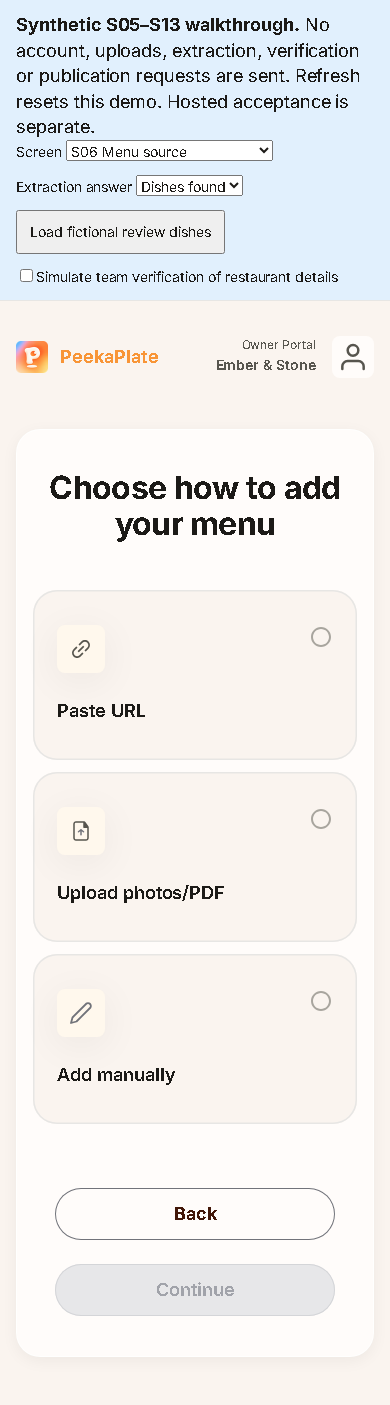 Synthetic S05–S13 walkthrough. No
account, uploads, extraction, verification
or publication requests are sent. Refresh
resets this demo. Hosted acceptance is
separate.
Screen S06 Menu source
Extraction answer Dishes found
Load fictional review dishes
Simulate team verification of restaurant details
PeekaPlate
Owner Portal
Ember & Stone
Choose how to add
your menu
Paste URL
Upload photos/PDF
Add manually
Back
Continue